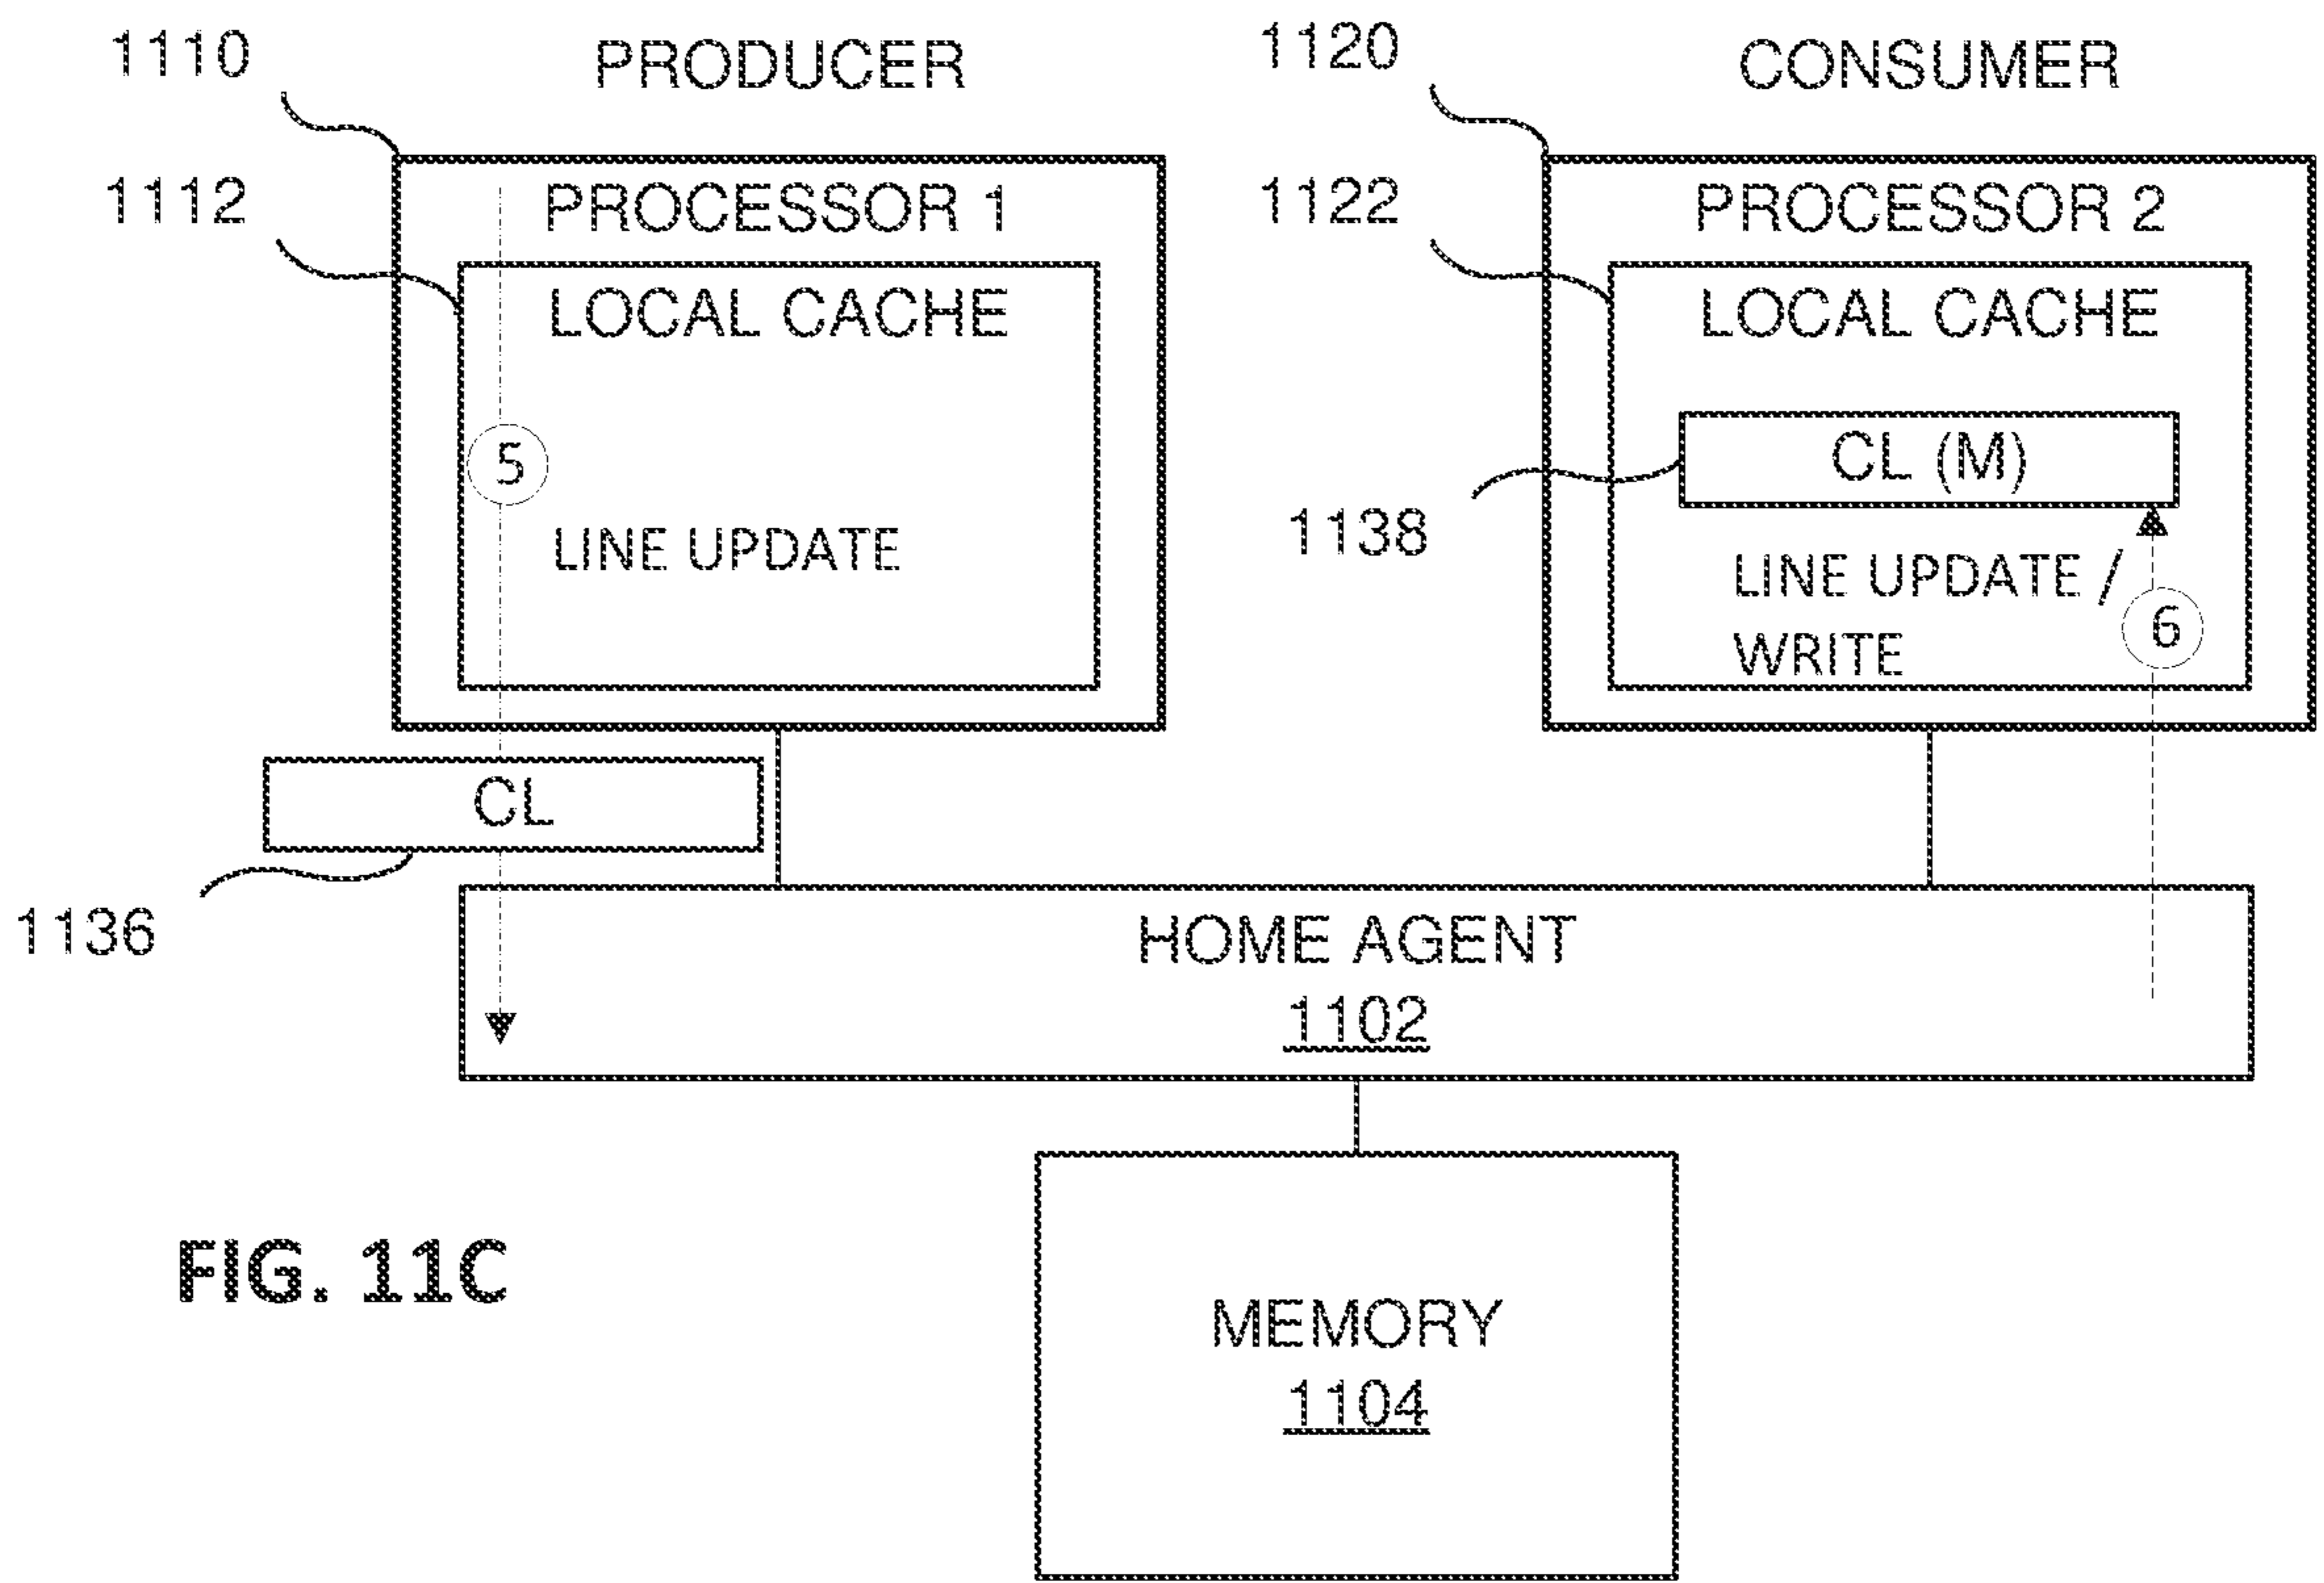 1110
PRODUCER
1120
CONSUMER
1112
PROCESSOR 1
1122
PROCESSOR 2
LOCAL CACHE
LOCAL CACHE
5
CL (M)
1138
LINE UPDATE
LINE UPDATE /
WRITE
6
CL
1136
HOME AGENT
1102
FIG. 11C
MEMORY
1104